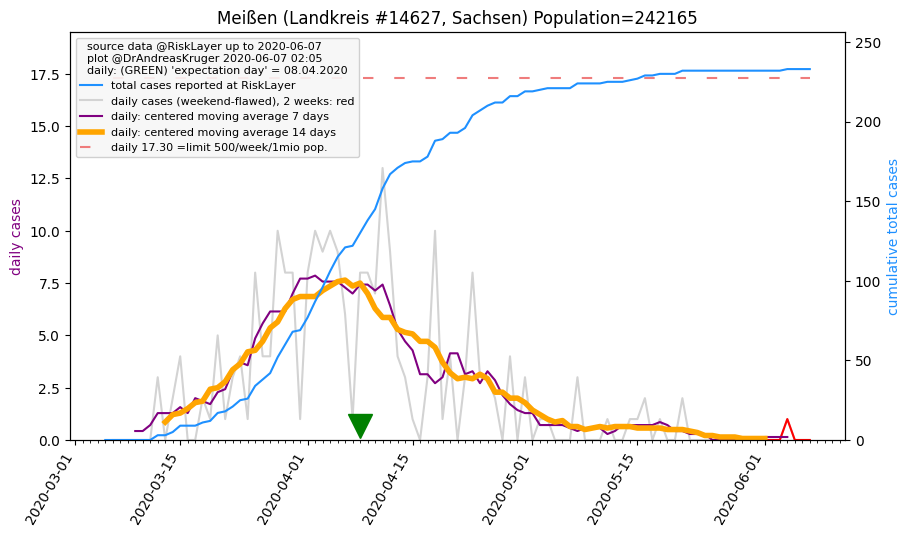 Meißen (Landkreis #14627, Sachsen) Population=242165
source data @RiskLayer up to 2020-06-07
plot @DrAndreasKruger 2020-06-07 02:05
daily: (GREEN) 'expectation day' = 08.04.2020
total cases reported at RiskLayer
daily cases (weekend-flawed), 2 weeks: red
daily: centered moving average 7 days
daily: centered moving average 14 days
daily 17.30 =limit 500/week/1mio pop.
daily cases
17.5
15.0
12.5
10.0
7.5
5.0
2.5
0.0
250
200
150
100
50
0
cumulative total cases
2020-03-01
2020-03-15
2020-04-01
2020-04-15
2020-05-01
2020-05-15
2020-06-01